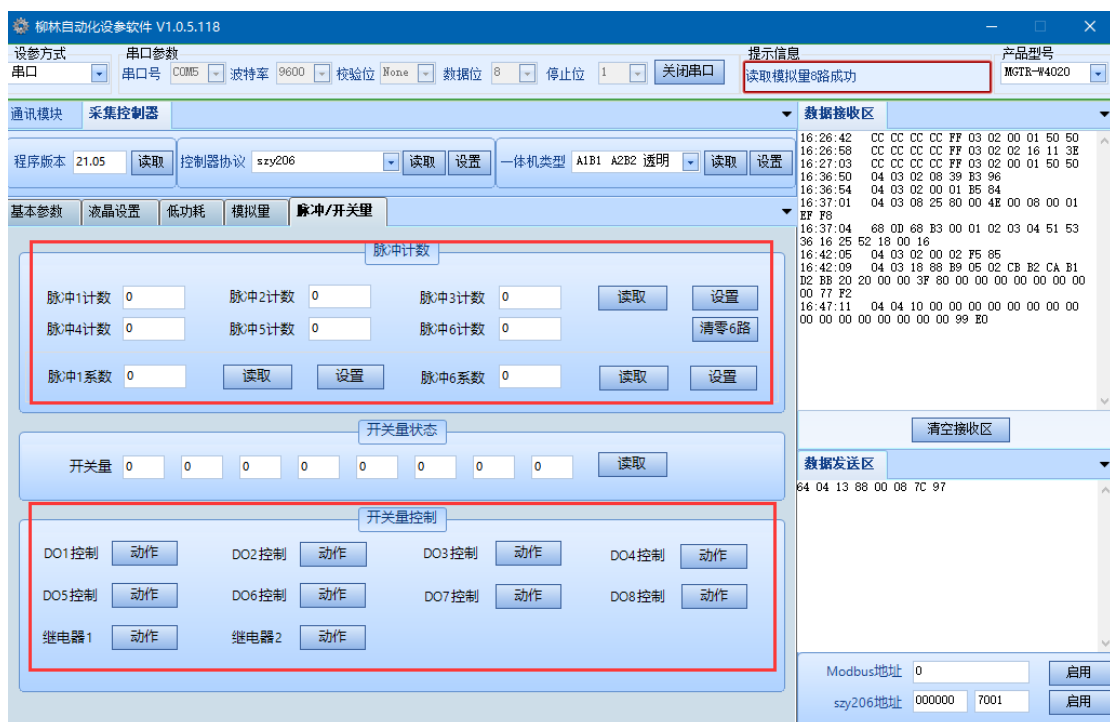 柳林自动化设参软件 V1.0.5.118
设参方式 串口参数 提示信息 产品型号
串口 串口号 COM5 波特率 9600 校验位 None 数据位 8 停止位 1 关闭串口 读取模拟量8路成功 MGTR-W4020
通讯模块 采集控制器
程序版本 21.05 读取 控制器协议 szy206 读取 设置 一体机类型 A1B1 A2B2 透明 读取 设置
基本参数 液晶设置 低功耗 模拟量 脉冲/开关量
脉冲计数
脉冲1计数 0 脉冲2计数 0 脉冲3计数 0 读取 设置
脉冲4计数 0 脉冲5计数 0 脉冲6计数 0 清零6路
脉冲1系数 0 读取 设置 脉冲6系数 0 读取 设置
开关量状态
开关量 0 0 0 0 0 0 0 0 读取
开关量控制
DO1控制 动作 DO2控制 动作 DO3控制 动作 DO4控制 动作
DO5控制 动作 DO6控制 动作 DO7控制 动作 DO8控制 动作
继电器1 动作 继电器2 动作
数据接收区
16:26:42 CC CC CC CC FF 03 02 00 01 50 50
16:26:58 CC CC CC CC FF 03 02 02 16 11 3E
16:27:03 CC CC CC CC FF 03 02 00 01 50 50
16:36:50 04 03 02 08 39 B3 96
16:36:54 04 03 02 00 01 B5 84
16:37:01 04 03 08 25 80 00 4E 00 08 00 01
EF F8
16:37:04 68 0D 68 B3 00 01 02 03 04 51 53
36 16 25 52 18 00 16
16:42:05 04 03 02 00 02 F5 85
16:42:09 04 03 18 88 B9 05 02 CB B2 CA B1
D2 BB 20 20 00 00 3F 80 00 00 00 00 00 00 00
00 77 F2
16:47:11 04 04 10 00 00 00 00 00 00 00 00
00 00 00 00 00 00 00 00 99 E0
清空接收区
数据发送区
64 04 13 88 00 08 7C 97
Modbus地址 0 启用
szy206地址 000000 7001 启用